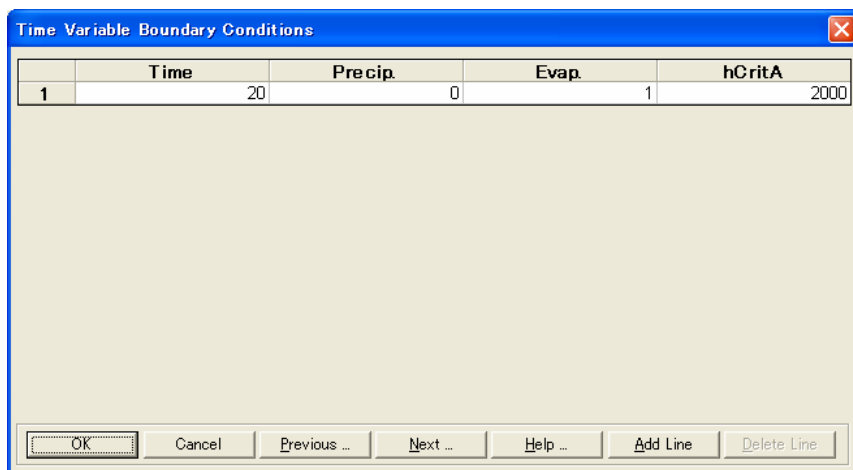 Time Variable Boundary Conditions
Time Precip. Evap. hCritA
1 20 0 1 2000
OK Cancel Previous ... Next ... Help ... Add Line Delete Line